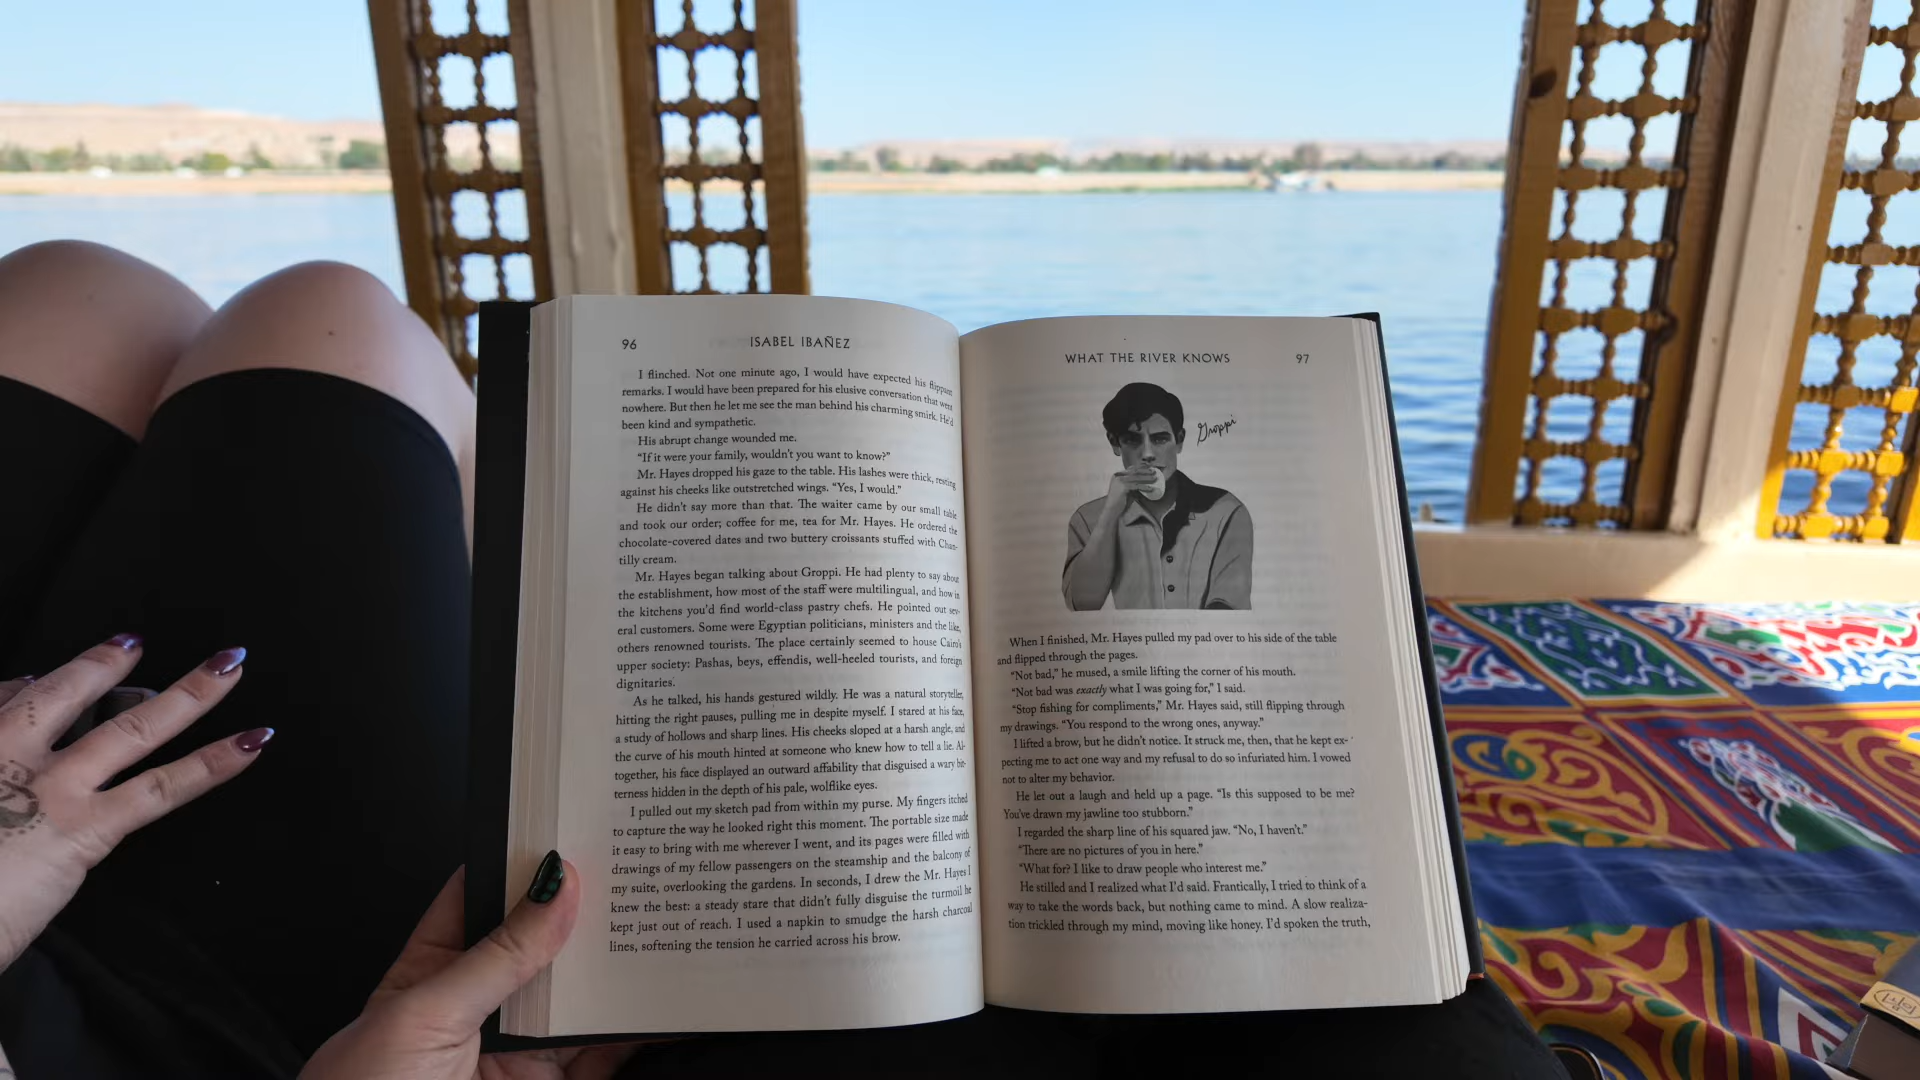 96
ISABEL IBAÑEZ
I flinched. Not one minute ago, I would have expected his flippant
remarks. I would have been prepared for his elusive conversation that went
nowhere. But then he let me see the man behind his charming smirk. He'd
been kind and sympathetic.
His abrupt change wounded me.
“If it were your family, wouldn't you want to know?”
Mr. Hayes dropped his gaze to the table. His lashes were thick, resting
against his cheeks like outstretched wings. “Yes, I would.”
He didn't say more than that. The waiter came by our small table
and took our order; coffee for me, tea for Mr. Hayes. He ordered the
chocolate-covered dates and two buttery croissants stuffed with Chan-
tilly cream.
Mr. Hayes began talking about Groppi. He had plenty to say about
the establishment, how most of the staff were multilingual, and how in
the kitchens you'd find world-class pastry chefs. He pointed out sev-
eral customers. Some were Egyptian politicians, ministers and the like,
others renowned tourists. The place certainly seemed to house Cairo's
upper society: Pashas, beys, effendis, well-heeled tourists, and foreign
dignitaries.
As he talked, his hands gestured wildly. He was a natural storyteller,
hitting the right pauses, pulling me in despite myself. I stared at his face,
a study of hollows and sharp lines. His cheeks sloped at a harsh angle, and
the curve of his mouth hinted at someone who knew how to tell a lie. Al-
together, his face displayed an outward affability that disguised a wary bit-
terness hidden in the depth of his pale, wolflike eyes.
I pulled out my sketch pad from within my purse. My fingers itched
to capture the way he looked right this moment. The portable size made
it easy to bring with me wherever I went, and its pages were filled with
drawings of my fellow passengers on the steamship and the balcony of
my suite, overlooking the gardens. In seconds, I drew the Mr. Hayes I
knew the best: a steady stare that didn't fully disguise the turmoil he
kept just out of reach. I used a napkin to smudge the harsh charcoal
lines, softening the tension he carried across his brow.
WHAT THE RIVER KNOWS
97
Groppi
When I finished, Mr. Hayes pulled my pad over to his side of the table
and flipped through the pages.
“Not bad,” he mused, a smile lifting the corner of his mouth.
“Not bad was exactly what I was going for,” I said.
“Stop fishing for compliments,” Mr. Hayes said, still flipping through
my drawings. “You respond to the wrong ones, anyway.”
I lifted a brow, but he didn't notice. It struck me, then, that he kept ex-
pecting me to act one way and my refusal to do so infuriated him. I vowed
not to alter my behavior.
He let out a laugh and held up a page. “Is this supposed to be me?
You've drawn my jawline too stubborn.”
I regarded the sharp line of his squared jaw. “No, I haven't.”
“There are no pictures of you in here.”
“What for? I like to draw people who interest me.”
He stilled and I realized what I'd said. Frantically, I tried to think of a
way to take the words back, but nothing came to mind. A slow realiza-
tion trickled through my mind, moving like honey. I'd spoken the truth,